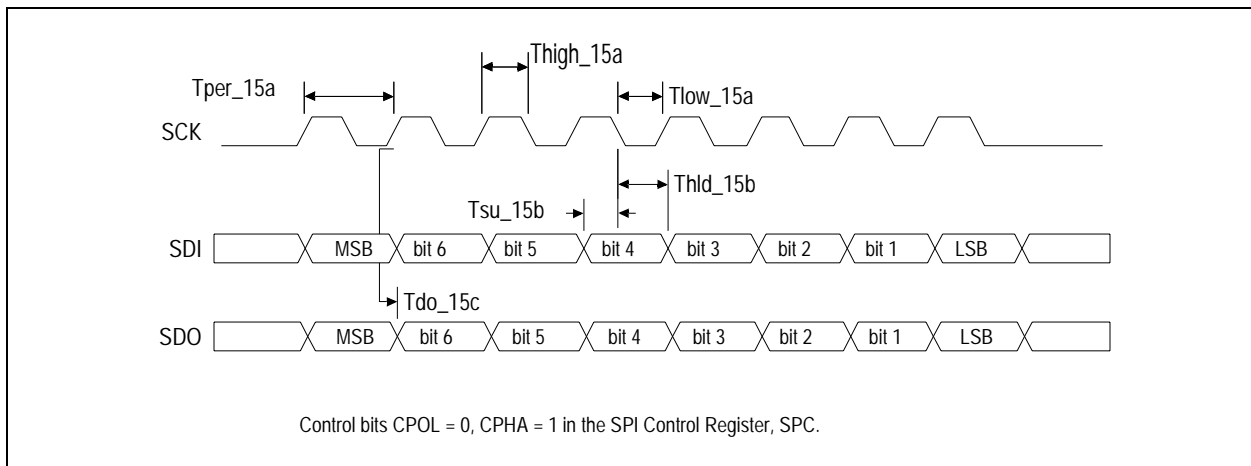 Thigh_15a
Tper_15a
Tlow_15a
SCK
Thld_15b
Tsu_15b
SDI MSB bit 6 bit 5 bit 4 bit 3 bit 2 bit 1 LSB
Tdo_15c
SDO MSB bit 6 bit 5 bit 4 bit 3 bit 2 bit 1 LSB
Control bits CPOL = 0, CPHA = 1 in the SPI Control Register, SPC.